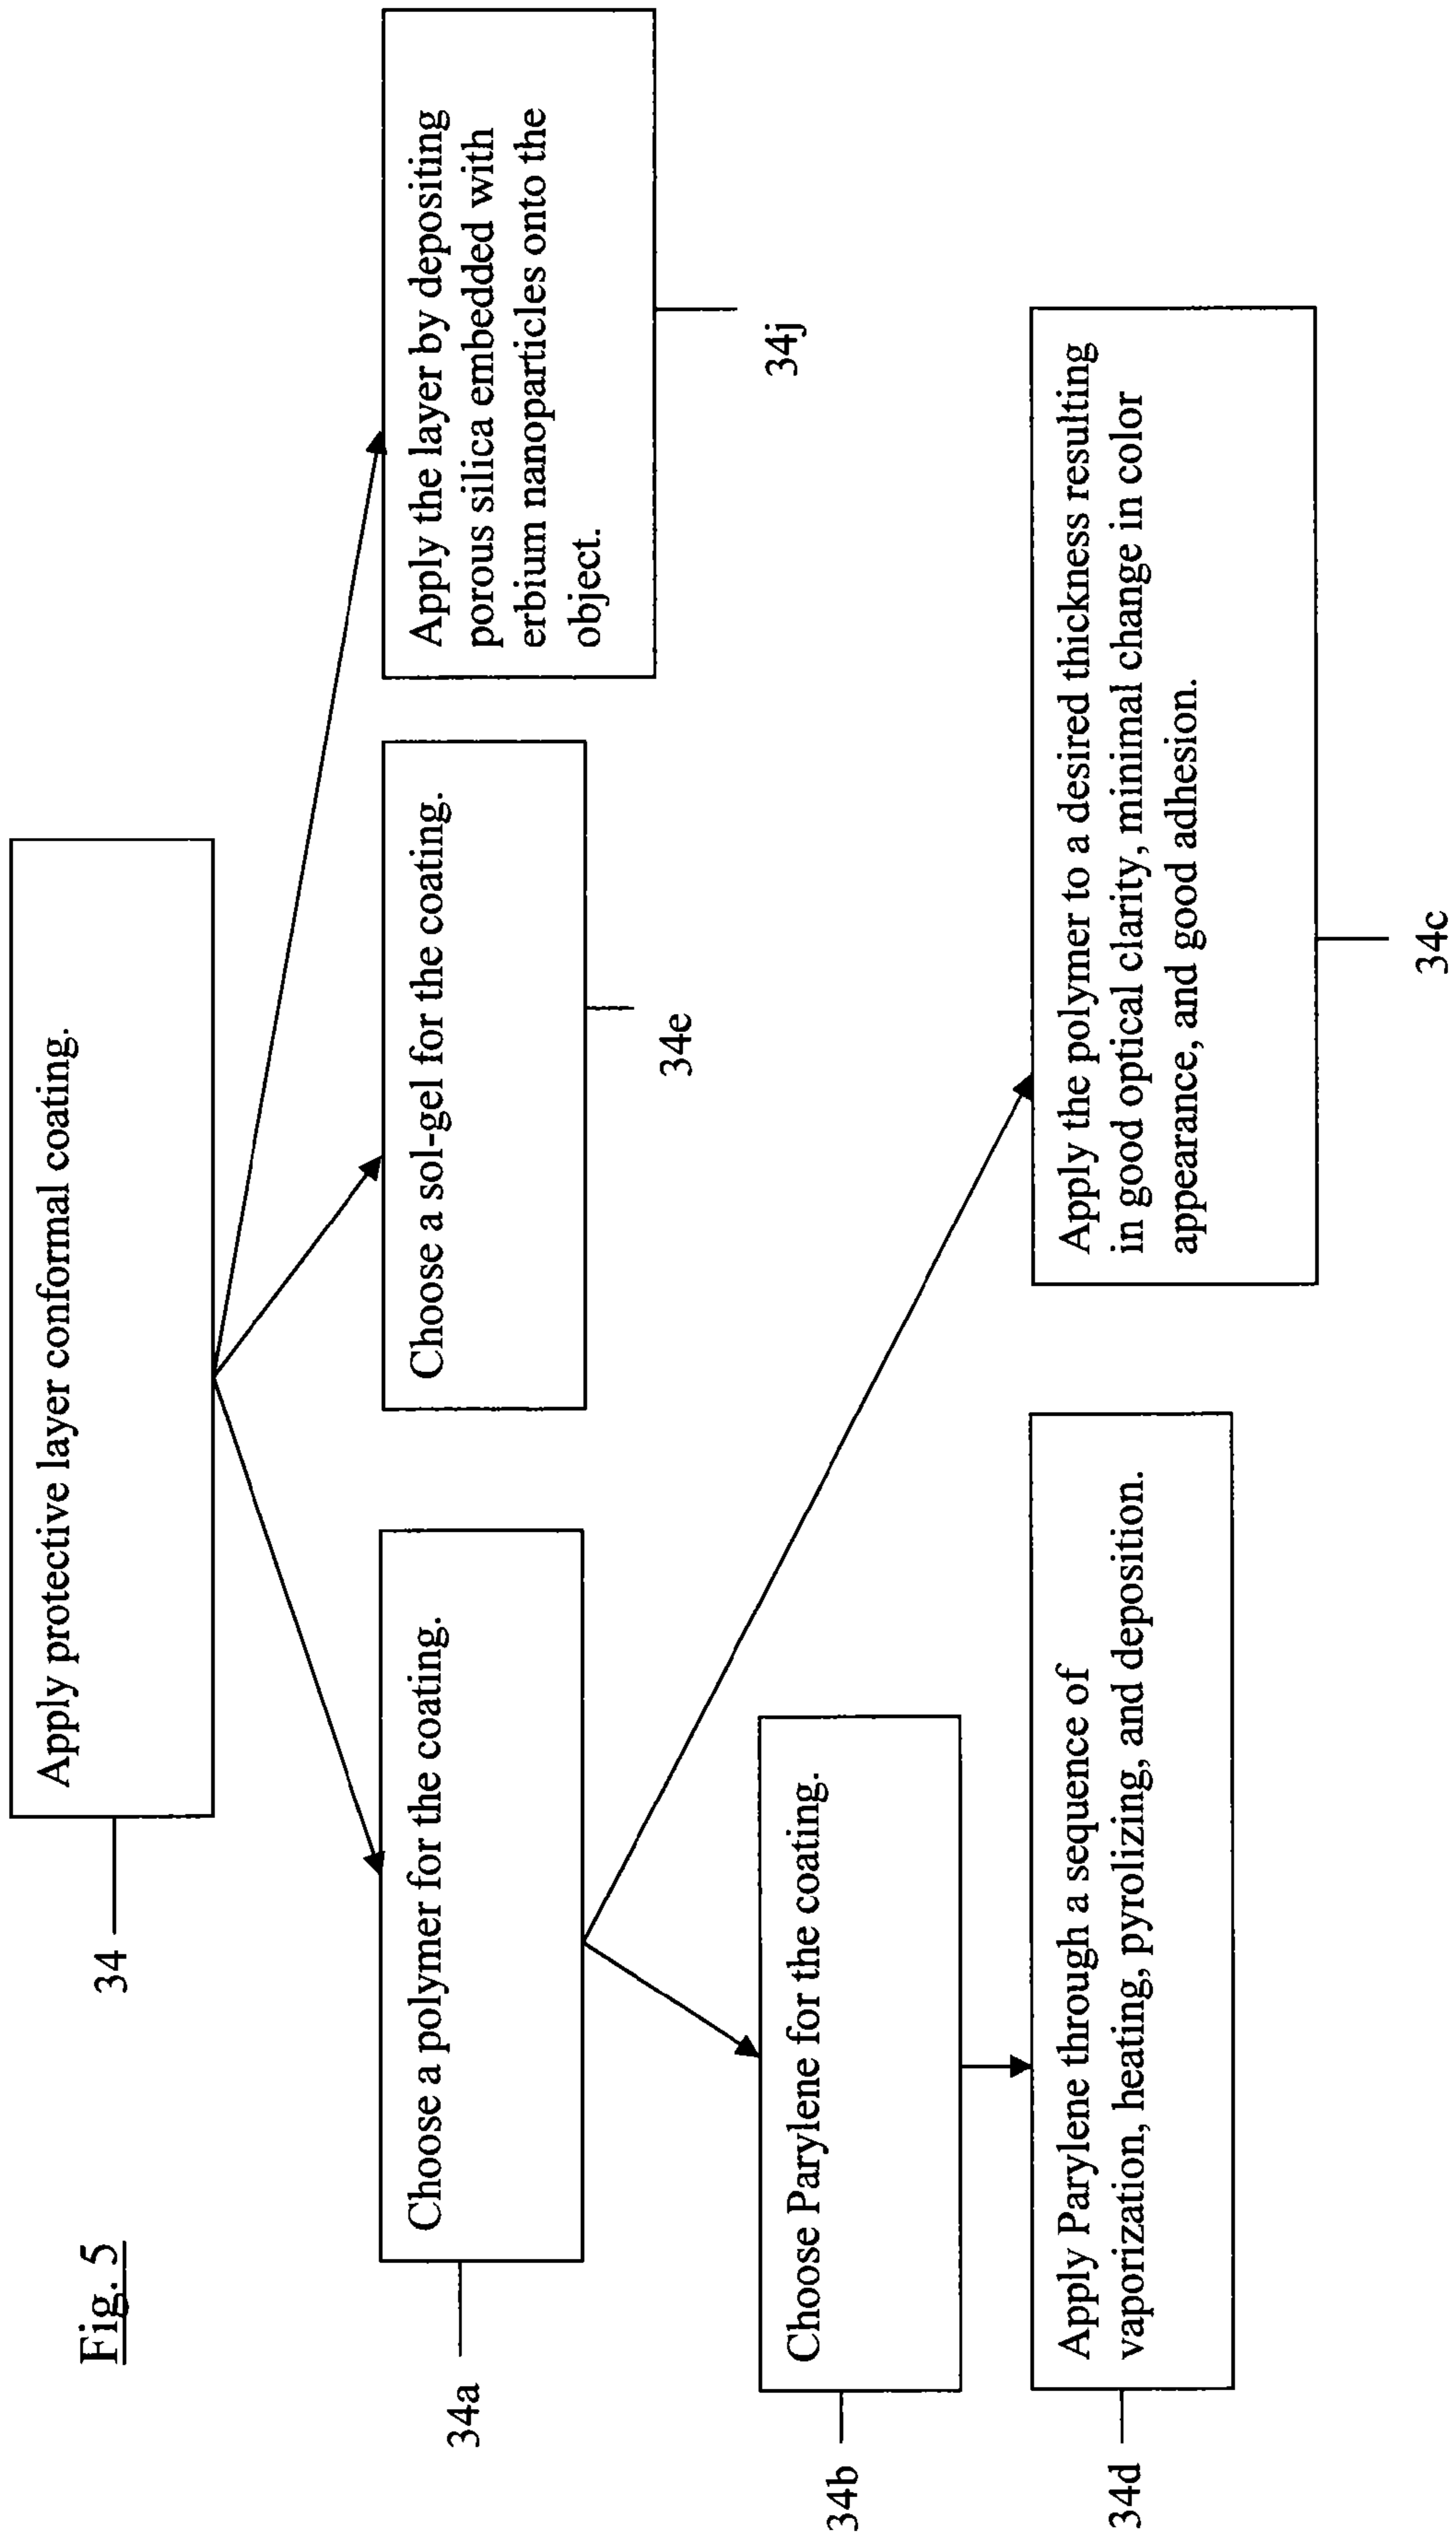 Fig. 5
34
Apply protective layer conformal coating.
34a
Choose a polymer for the coating.
Choose a sol-gel for the coating.
34e
Apply the layer by depositing
porous silica embedded with
erbium nanoparticles onto the
object.
34j
34b
Choose Parylene for the coating.
34d
Apply Parylene through a sequence of
vaporization, heating, pyrolizing, and deposition.
Apply the polymer to a desired thickness resulting
in good optical clarity, minimal change in color
appearance, and good adhesion.
34c